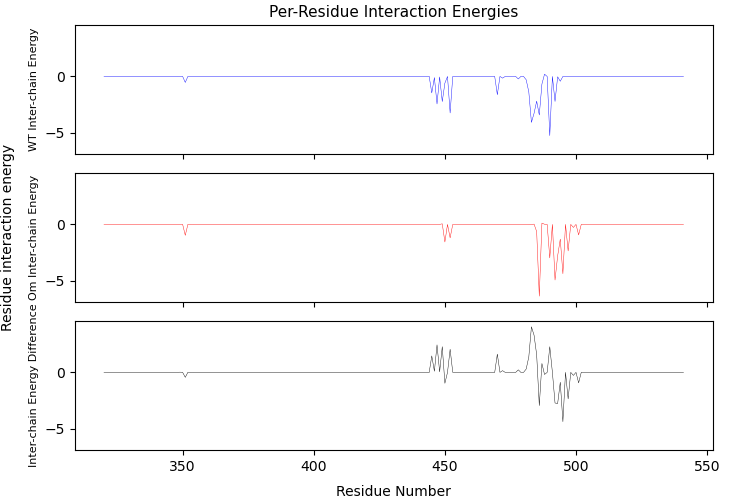 Per-Residue Interaction Energies
Residue interaction energy
WT Inter-chain Energy
0
−5
Om Inter-chain Energy
0
−5
Inter-chain Energy Difference
0
−5
350
400
450
500
550
Residue Number